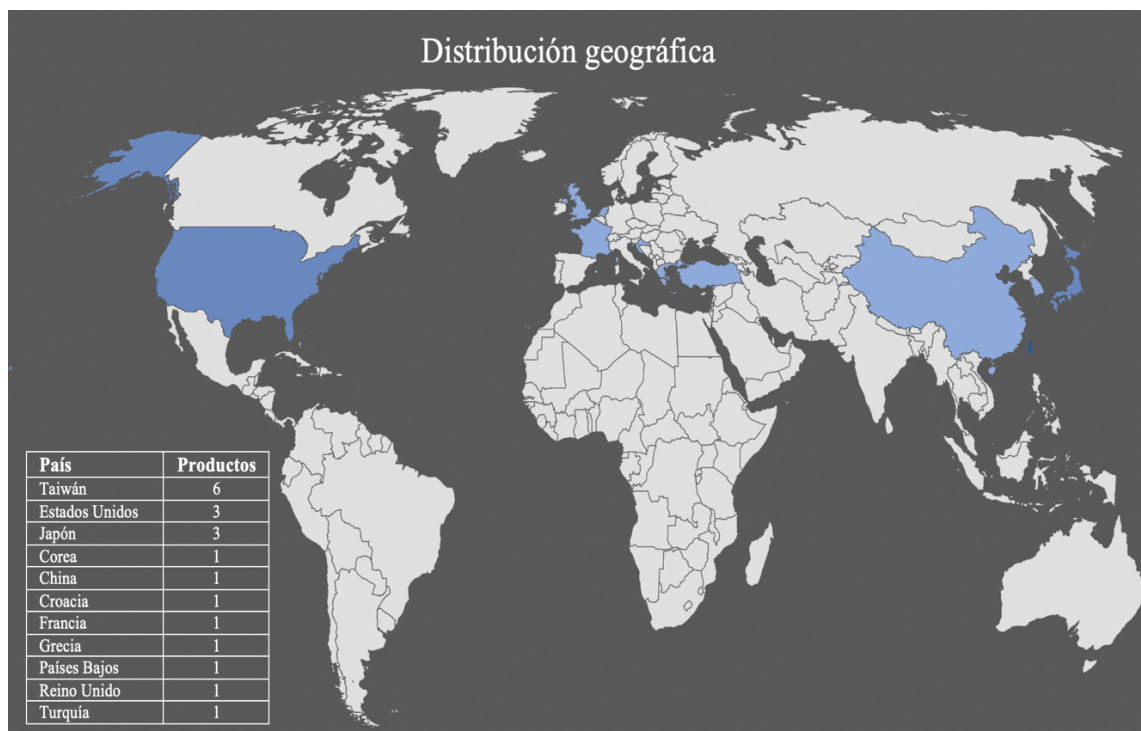 Distribución geográfica
País Productos
Taiwán 6
Estados Unidos 3
Japón 3
Corea 1
China 1
Croacia 1
Francia 1
Grecia 1
Países Bajos 1
Reino Unido 1
Turquía 1